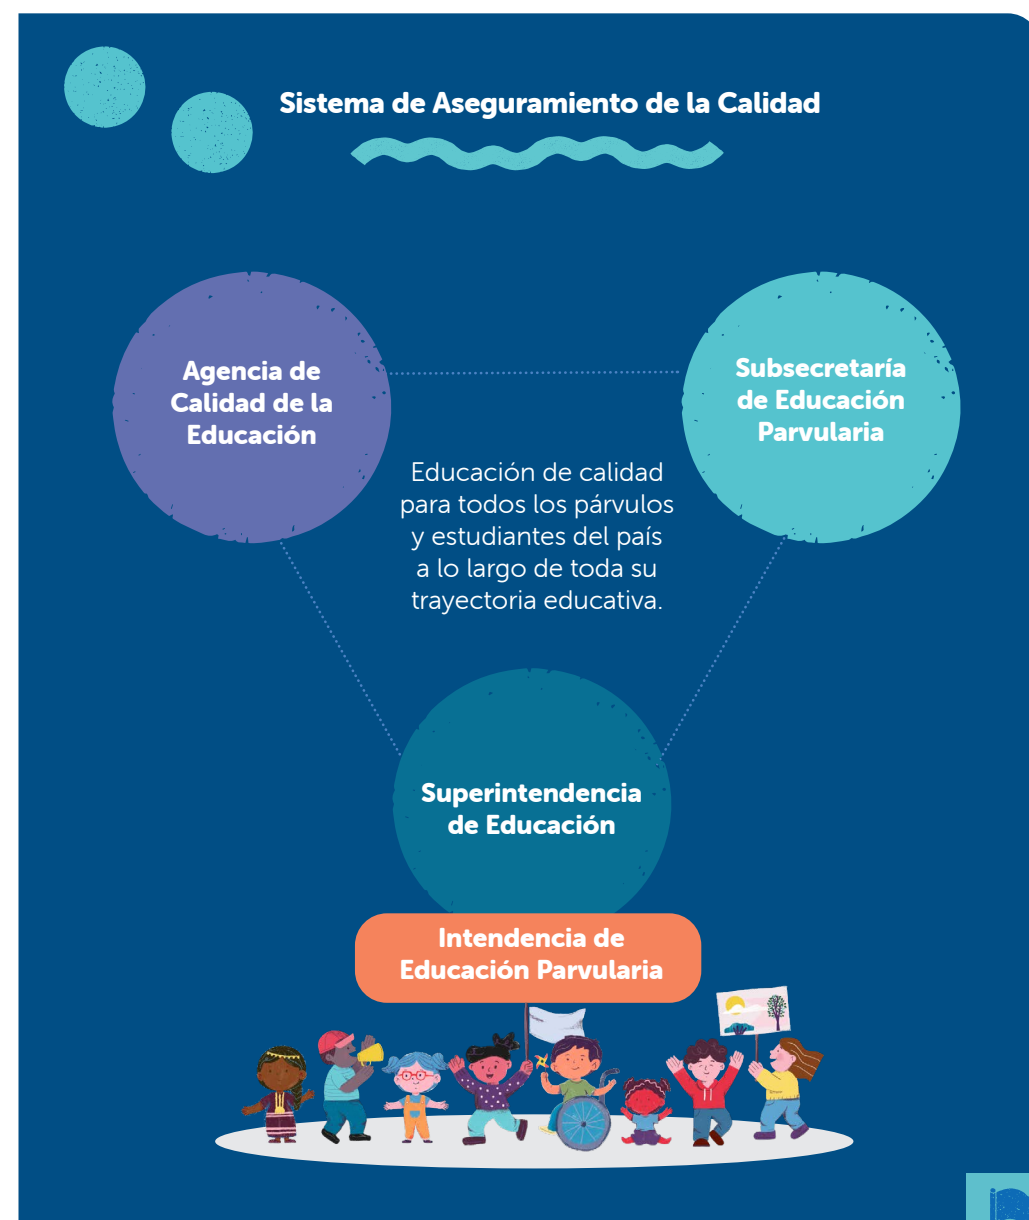 Sistema de Aseguramiento de la Calidad
Agencia de
Calidad de la
Educación
Subsecretaría
de Educación
Parvularia
Educación de calidad
para todos los párvulos
y estudiantes del país
a lo largo de toda su
trayectoria educativa.
Superintendencia
de Educación
Intendencia de
Educación Parvularia